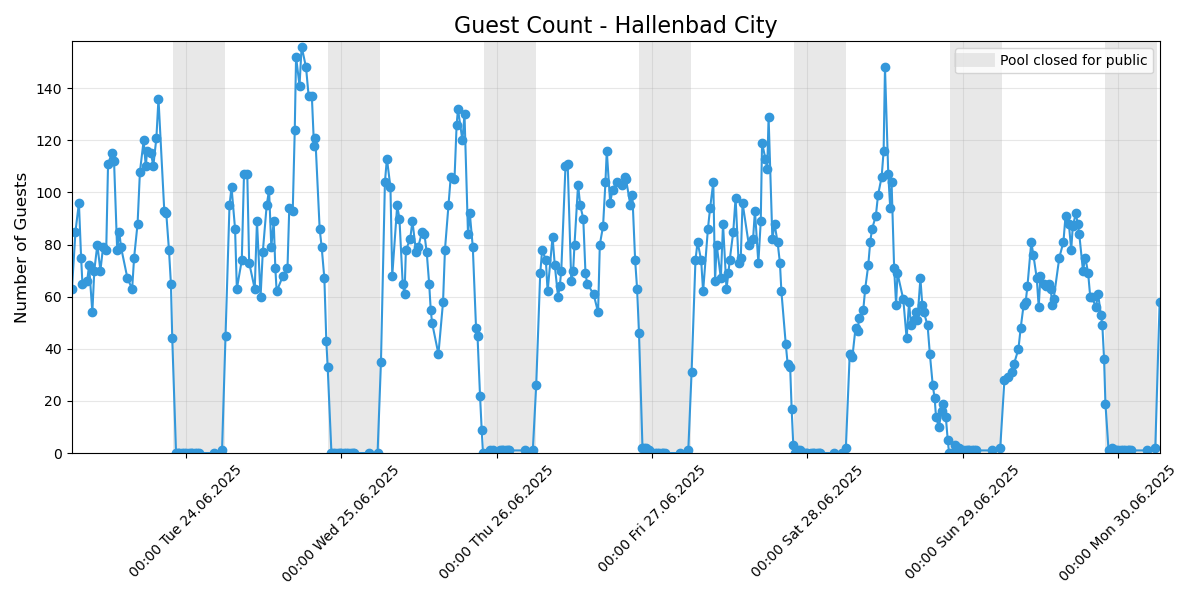 Guest Count - Hallenbad City
Pool closed for public
Number of Guests
140
120
100
80
60
40
20
0
00:00 Tue 24.06.2025
00:00 Wed 25.06.2025
00:00 Thu 26.06.2025
00:00 Fri 27.06.2025
00:00 Sat 28.06.2025
00:00 Sun 29.06.2025
00:00 Mon 30.06.2025